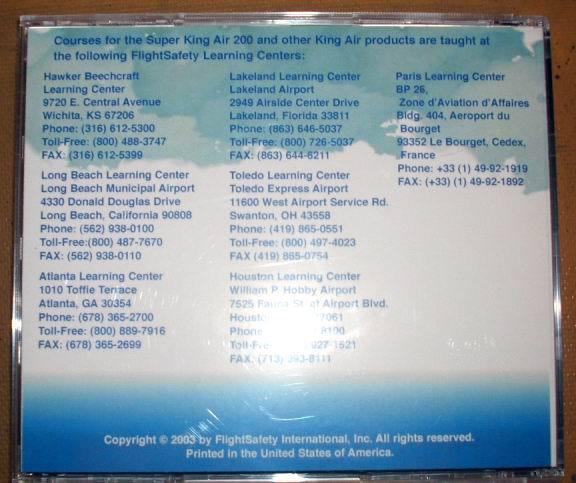 Courses for the Super King Air 200 and other King Air products are taught at
the following FlightSafety Learning Centers:
Hawker Beechcraft
Learning Center
9720 E. Central Avenue
Wichita, KS 67206
Phone: (316) 612-5300
Toll-Free: (800) 488-3747
FAX: (316) 612-5399
Long Beach Learning Center
Long Beach Municipal Airport
4330 Donald Douglas Drive
Long Beach, California 90808
Phone: (562) 938-0100
Toll-Free:(800) 487-7670
FAX: (562) 938-0110
Atlanta Learning Center
1010 Toffie Terrace
Atlanta, GA 30354
Phone: (678) 365-2700
Toll-Free: (800) 889-7916
FAX: (678) 365-2699
Lakeland Learning Center
Lakeland Airport
2949 Airside Center Drive
Lakeland, Florida 33811
Phone: (863) 646-5037
Toll-Free: (800) 726-5037
FAX: (863) 644-6211
Toledo Learning Center
Toledo Express Airport
11600 West Airport Service Rd.
Swanton, OH 43558
Phone: (419) 865-0551
Toll-Free: (800) 497-4023
FAX (419) 865-0754
Houston Learning Center
William P. Hobby Airport
7525 Airport Blvd.
FAX: (713) 393-8111
Paris Learning Center
BP 25,
Zone d'Aviation d'Affaires
Bldg. 404, Aeroport du
Bourget
93352 Le Bourget, Cedex,
France
Phone: +33 (1) 49-92-1919
FAX: (+33) (1) 49-92-1892
Copyright © 2003 by FlightSafety International, Inc. All rights reserved.
Printed in the United States of America.